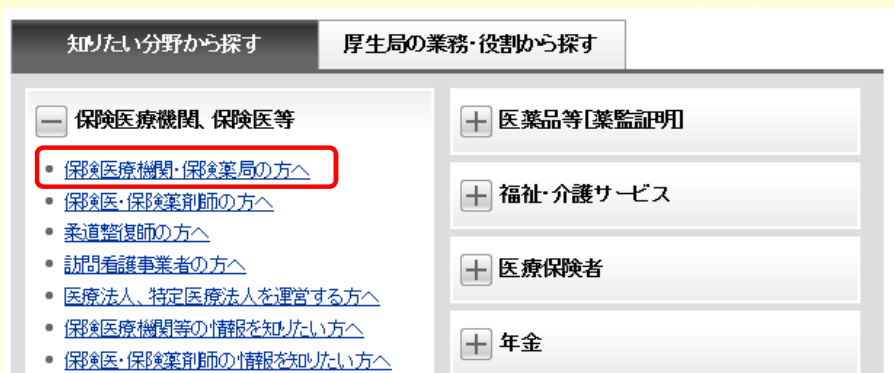 知りたい分野から探す
厚生局の業務・役割から探す
保険医療機関、保険医等
保険医療機関・保険薬局の方へ
保険医・保険薬剤師の方へ
柔道整復師の方へ
訪問看護事業者の方へ
医療法人、特定医療法人を運営する方へ
保険医療機関等の情報を知りたい方へ
保険医・保険薬剤師の情報を知りたい方へ
医薬品等[薬監証明]
福祉・介護サービス
医療保険者
年金